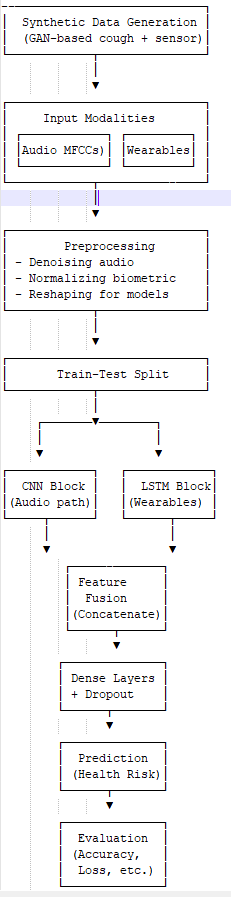 Synthetic Data Generation
(GAN-based cough + sensor)
Input Modalities
Audio MFCCs) Wearables
Preprocessing
- Denoising audio
- Normalizing biometric
- Reshaping for models
Train-Test Split
CNN Block
(Audio path)
LSTM Block
(Wearables)
Feature
Fusion
(Concatenate)
Dense Layers
+ Dropout
Prediction
(Health Risk)
Evaluation
(Accuracy,
Loss, etc.)